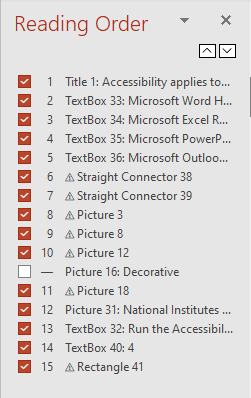 Reading Order
1 Title 1: Accessibility applies to...
2 TextBox 33: Microsoft Word H...
3 TextBox 34: Microsoft Excel R...
4 TextBox 35: Microsoft PowerP...
5 TextBox 36: Microsoft Outloo...
6 Straight Connector 38
7 Straight Connector 39
8 Picture 3
9 Picture 8
10 Picture 12
— Picture 16: Decorative
11 Picture 18
12 Picture 31: National Institutes ...
13 TextBox 32: Run the Accessibil...
14 TextBox 40: 4
15 Rectangle 41